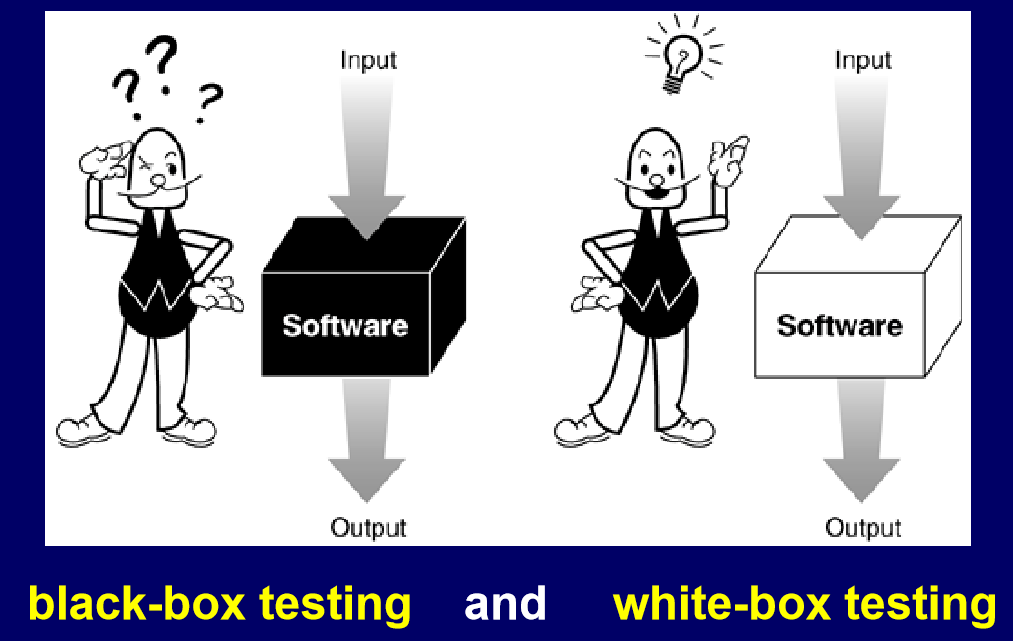 ? ? ?
Input
Input
Software
Software
Output
Output
black-box testing and white-box testing